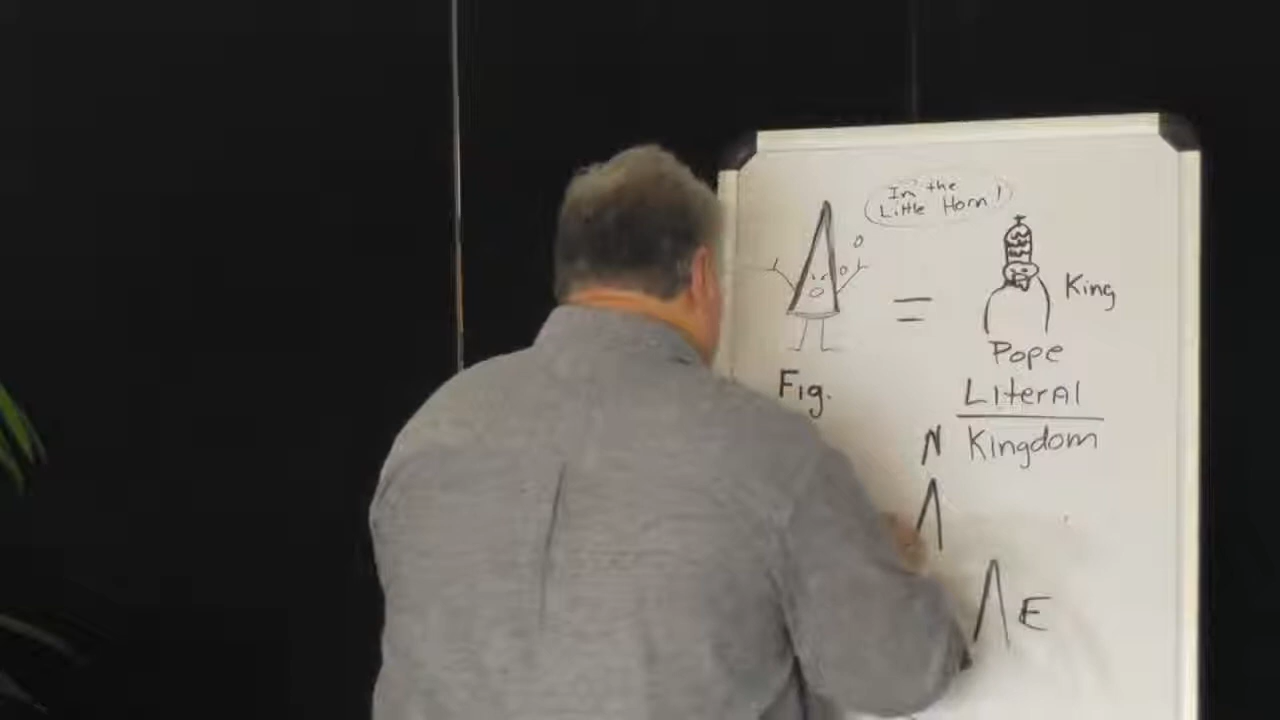 In the
Little Horn!
=
King
Pope
Fig.
Literal
N Kingdom
E